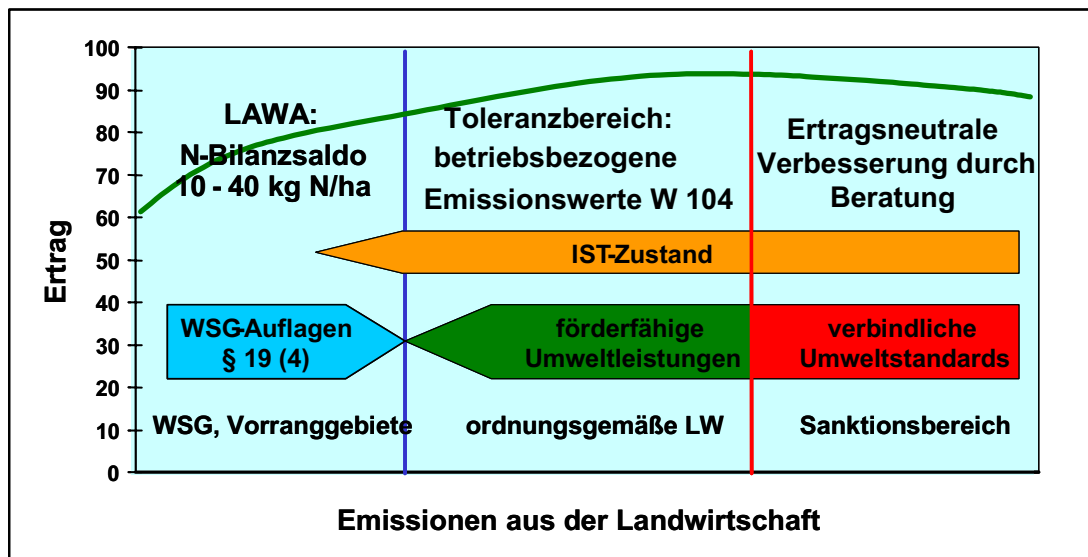 100
90
80
70
60
50
40
30
20
10
0
Ertrag
LAWA:
N-Bilanzsaldo
10 - 40 kg N/ha
Toleranzbereich:
betriebsbezogene
Emissionswerte W 104
Ertragsneutrale
Verbesserung durch
Beratung
IST-Zustand
WSG-Auflagen
§ 19 (4)
förderfähige
Umweltleistungen
verbindliche
Umweltstandards
WSG, Vorranggebiete
ordnungsgemäße LW
Sanktionsbereich
Emissionen aus der Landwirtschaft